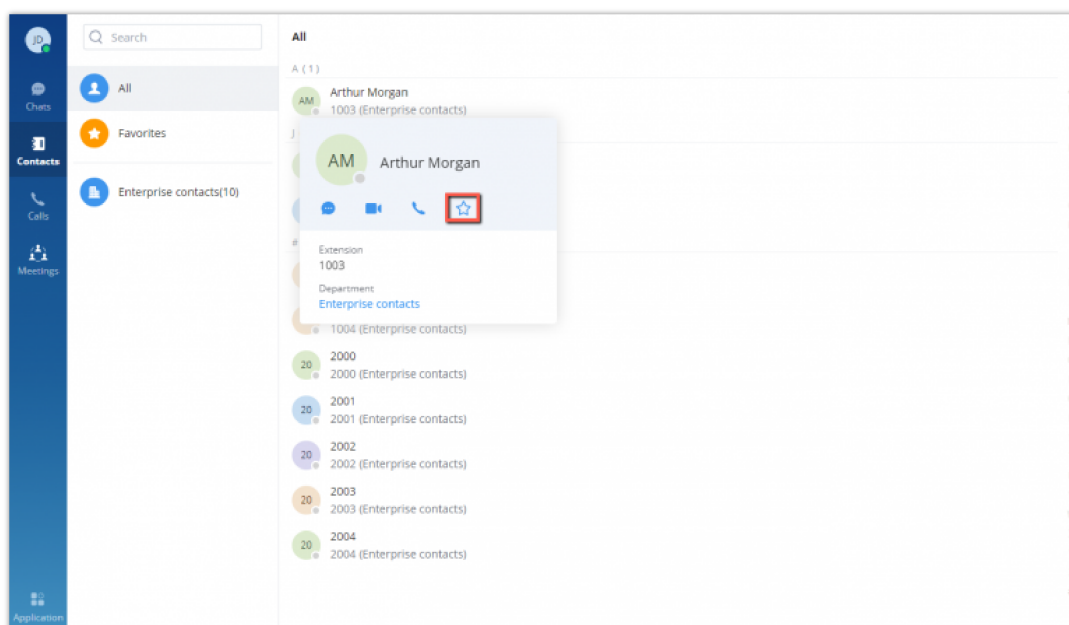 JD
Chats
Contacts
Calls
Meetings
Application
Search
All
Favorites
Enterprise contacts(10)
All
A (1)
AM
Arthur Morgan
1003 (Enterprise contacts)
J
AM
Arthur Morgan
Extension
1003
Department
Enterprise contacts
#
1004 (Enterprise contacts)
20
2000
2000 (Enterprise contacts)
20
2001
2001 (Enterprise contacts)
20
2002
2002 (Enterprise contacts)
20
2003
2003 (Enterprise contacts)
20
2004
2004 (Enterprise contacts)